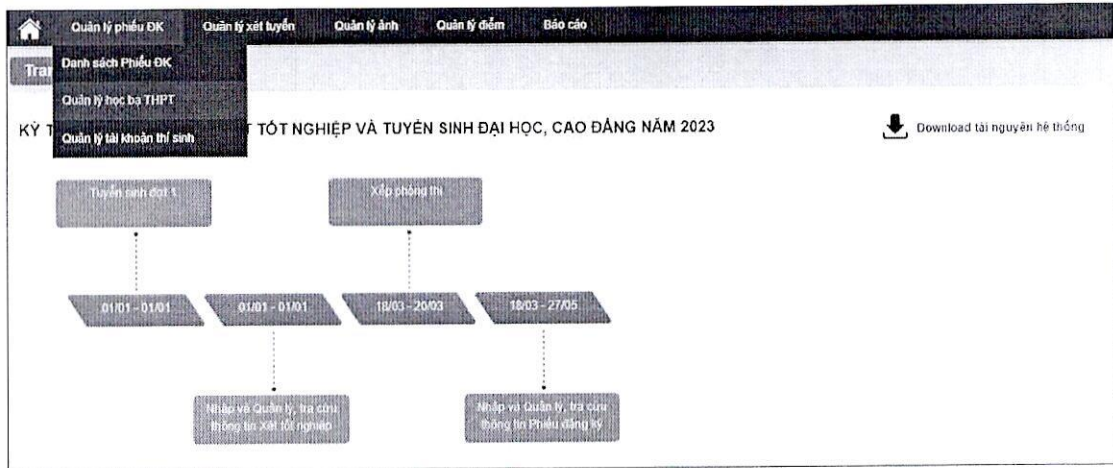 Quản lý phiếu ĐK Quản lý xét tuyển Quản lý ảnh Quản lý điểm Báo cáo
Danh sách Phiếu ĐK
Quản lý học bạ THPT
Quản lý tài khoản thí sinh
TỐT NGHIỆP VÀ TUYỂN SINH ĐẠI HỌC, CAO ĐẲNG NĂM 2023
Download tài nguyên hệ thống
Tuyển sinh đợt 1
Xếp phòng thi
01/01 - 01/01
01/01 - 01/01
18/03 - 20/03
18/03 - 27/05
Nhập và Quản lý, tra cứu
thông tin Xét tốt nghiệp
Nhập và Quản lý, tra cứu
thông tin Phiếu đăng ký